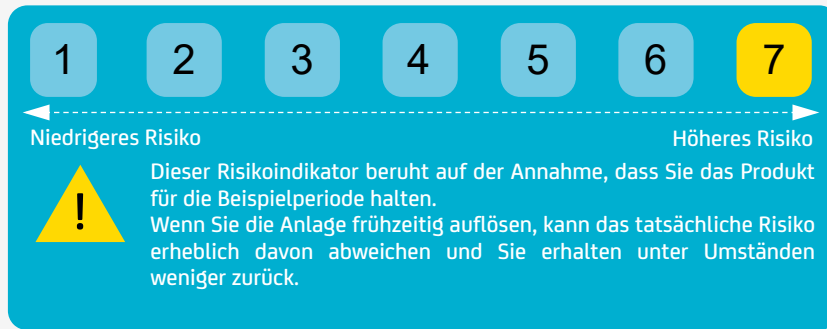 1 2 3 4 5 6 7
Niedrigeres Risiko Höheres Risiko
!
Dieser Risikoindikator beruht auf der Annahme, dass Sie das Produkt
für die Beispielperiode halten.
Wenn Sie die Anlage frühzeitig auflösen, kann das tatsächliche Risiko
erheblich davon abweichen und Sie erhalten unter Umständen
weniger zurück.